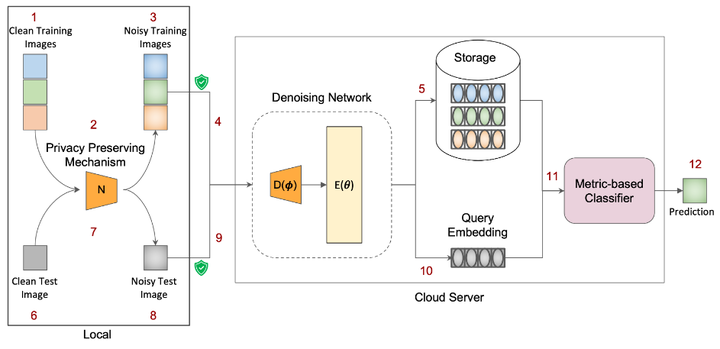 1
Clean Training
Images
3
Noisy Training
Images
2
Privacy Preserving
Mechanism
N
7
Clean Test
Image
6
Noisy Test
Image
8
Local
4
9
Denoising Network
D(ϕ)
E(θ)
5
Storage
Query
Embedding
10
Cloud Server
11
Metric-based
Classifier
12
Prediction